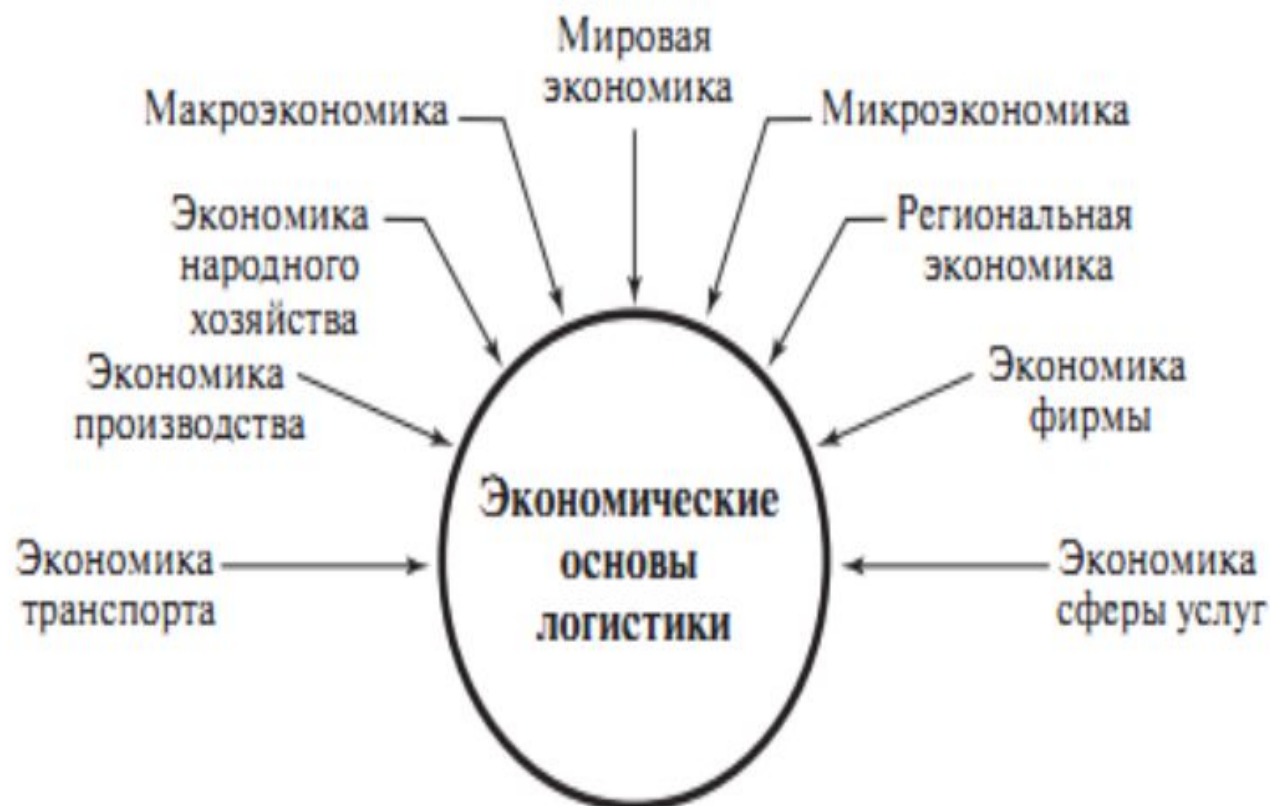 Мировая
экономика
Макроэкономика
Микроэкономика
Экономика
народного
хозяйства
Региональная
экономика
Экономика
производства
Экономика
фирмы
Экономические
основы
логистики
Экономика
транспорта
Экономика
сферы услуг